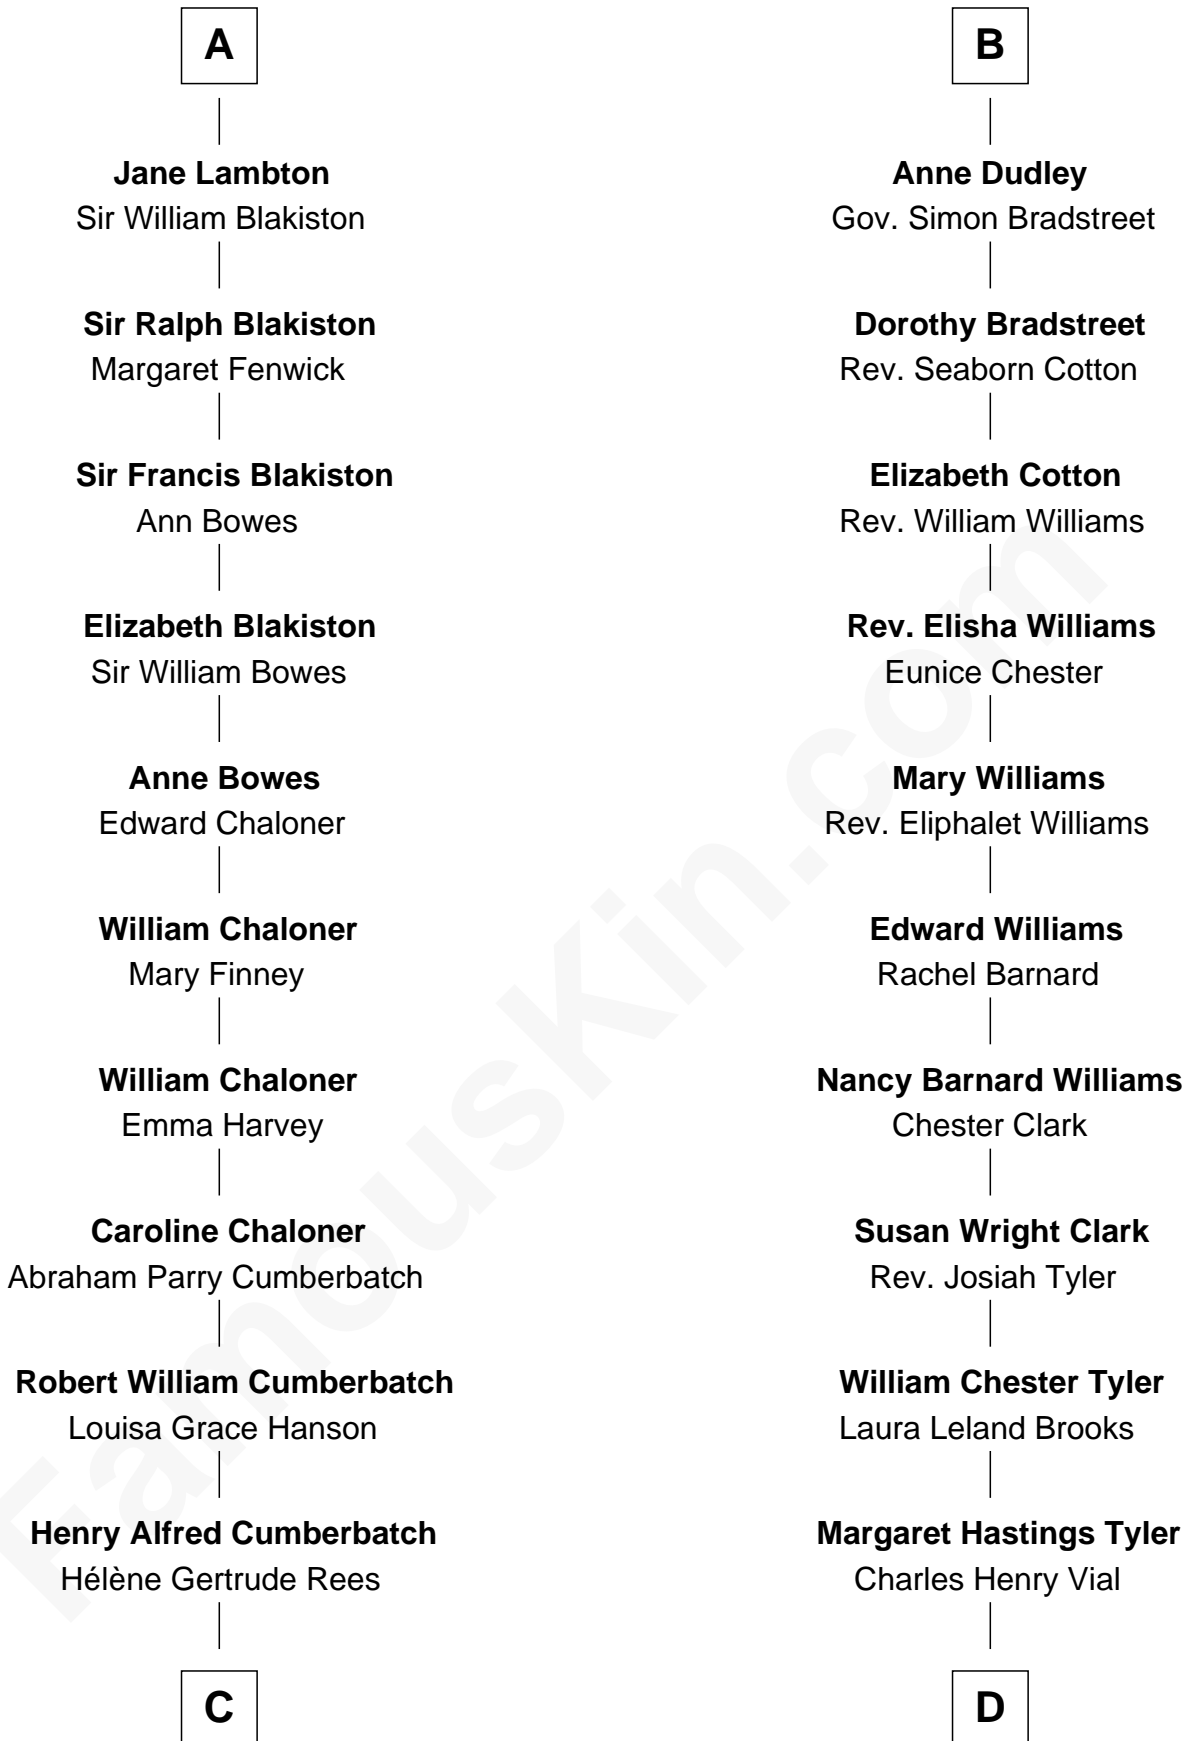 A
Jane Lambton
Sir William Blakiston
Sir Ralph Blakiston
Margaret Fenwick
Sir Francis Blakiston
Ann Bowes
Elizabeth Blakiston
Sir William Bowes
Anne Bowes
Edward Chaloner
William Chaloner
Mary Finney
William Chaloner
Emma Harvey
Caroline Chaloner
Abraham Parry Cumberbatch
Robert William Cumberbatch
Louisa Grace Hanson
Henry Alfred Cumberbatch
Hélène Gertrude Rees
C
B
Anne Dudley
Gov. Simon Bradstreet
Dorothy Bradstreet
Rev. Seaborn Cotton
Elizabeth Cotton
Rev. William Williams
Rev. Elisha Williams
Eunice Chester
Mary Williams
Rev. Eliphalet Williams
Edward Williams
Rachel Barnard
Nancy Barnard Williams
Chester Clark
Susan Wright Clark
Rev. Josiah Tyler
William Chester Tyler
Laura Leland Brooks
Margaret Hastings Tyler
Charles Henry Vial
D
FamousKin.com